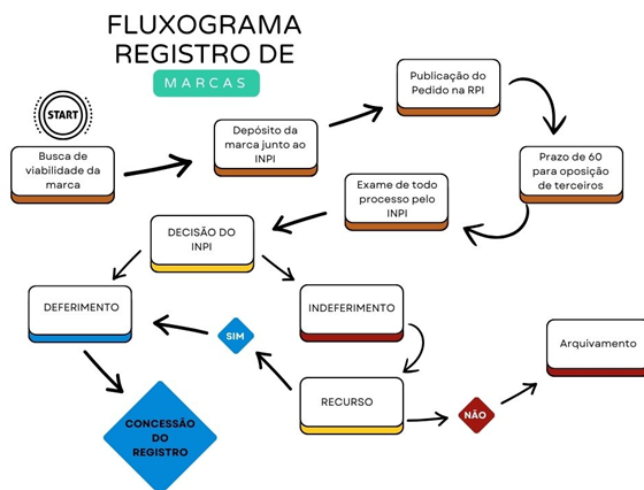 FLUXOGRAMA
REGISTRO DE
MARCAS
START
Busca de
viabilidade da
marca
Depósito da
marca junto ao
INPI
Publicação do
Pedido na RPI
Prazo de 60
para oposição
de terceiros
Exame de todo
processo pelo
INPI
DECISÃO DO
INPI
DEFERIMENTO
INDEFERIMENTO
SIM
RECURSO
NÃO
Arquivamento
CONCESSÃO
DO
REGISTRO